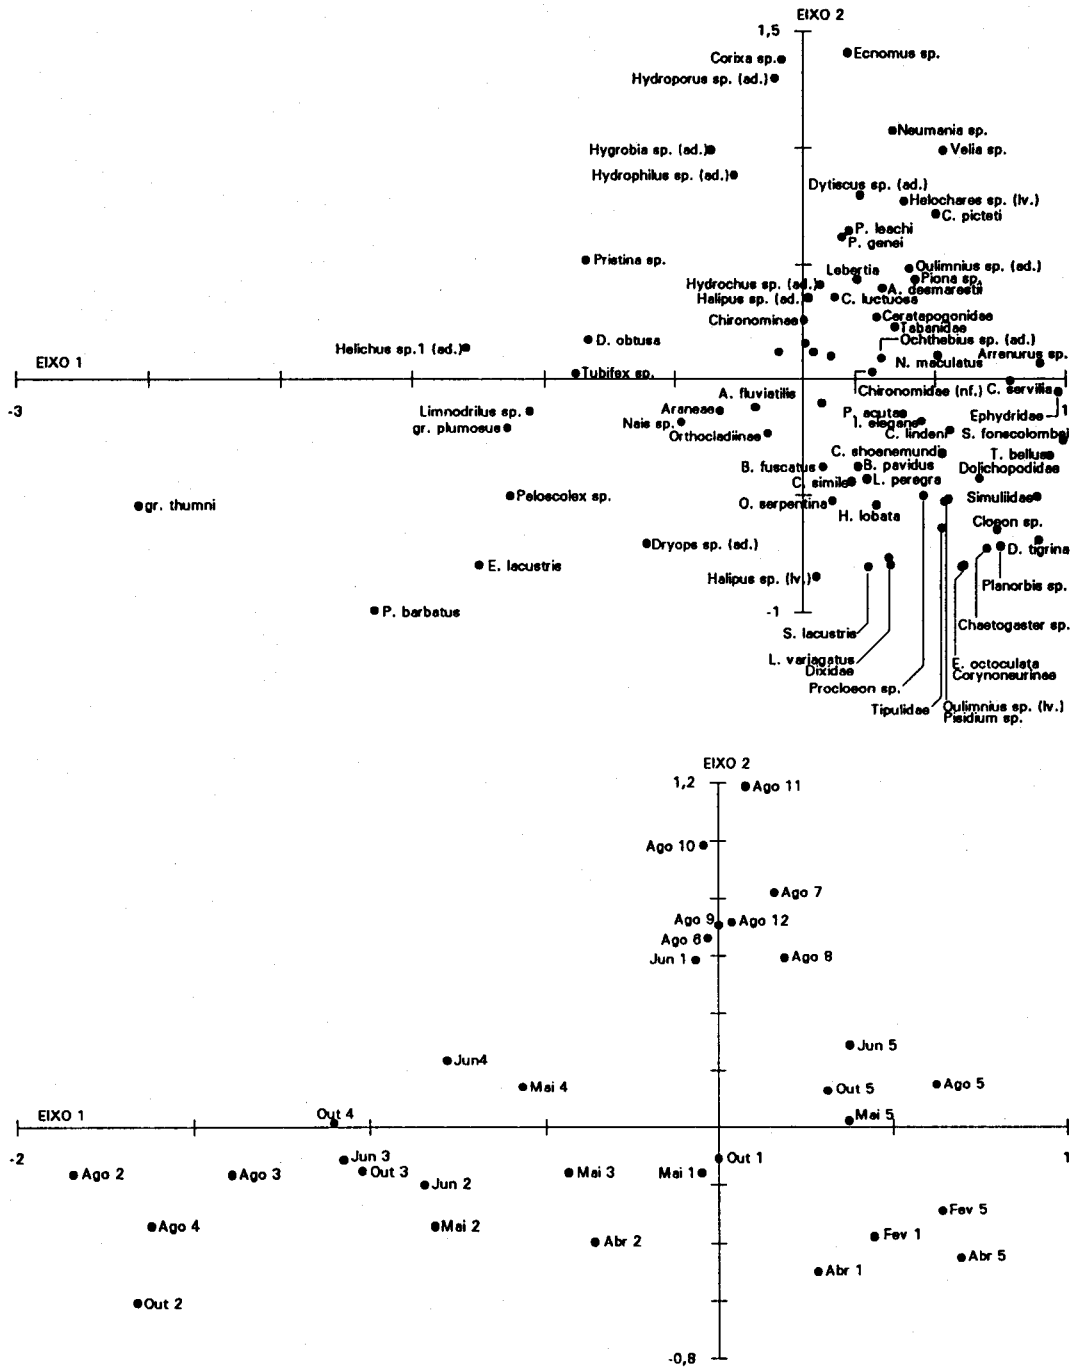 EIXO 2
1,5
Corixa sp.
Ecnomus sp.
Hydroporus sp. (ad.)
Neumania sp.
Hygrobia sp. (ad.)
Velia sp.
Hydrophilus sp. (ad.)
Dytiscus sp. (ad.)
Helochares sp. (lv.)
C. picteti
P. leachi
P. genei
Pristina sp.
Lebertia
Oulimnius sp. (ad.)
Hydrochus sp. (ad.)
Piona sp.
A. desmarestii
Halipus sp. (ad.)
C. luctuosa
Chironominae
Ceratapogonidae
Tabanidae
D. obtusa
Ochthebius sp. (ad.)
Helichus sp.1 (ad.)
Arrenurus sp.
EIXO 1
N. maculatus
Tubifex sp.
-3
A. fluviatilis
Chironomidae (nf.)
C. servilia
1
Limnodrilus sp.
Araneae
P. acuta
Ephydridae
gr. plumosus
Nais sp.
I. elegans
Orthocladiinae
C. lindeni
S. fonscolombei
C. shoenemundi
T. bellus
B. fuscatus
B. pavidus
Dolichopodidae
C. simile
L. peregra
gr. thumni
Peloscolex sp.
O. serpentina
H. lobata
Simuliidae
Cloeon sp.
Dryops sp. (ad.)
D. tigrina
E. lacustris
Halipus sp. (lv.)
Planorbis sp.
P. barbatus
-1
S. lacustris
Chaetogaster sp.
L. variagatus
Dixidae
E. octoculata
Corynoneurinae
Procloeon sp.
Tipulidae
Oulimnius sp. (lv.)
Pisidium sp.
EIXO 2
1,2
Ago 11
Ago 10
Ago 7
Ago 9
Ago 12
Ago 6
Jun 1
Ago 8
Jun 5
Jun4
Mai 4
Out 5
Ago 5
EIXO 1
Out 4
Mai 5
-2
1
Jun 3
Out 1
Ago 2
Ago 3
Out 3
Mai 3
Mai 1
Jun 2
Ago 4
Mai 2
Fev 5
Abr 2
Fev 1
Abr 5
Abr 1
Out 2
-0,8